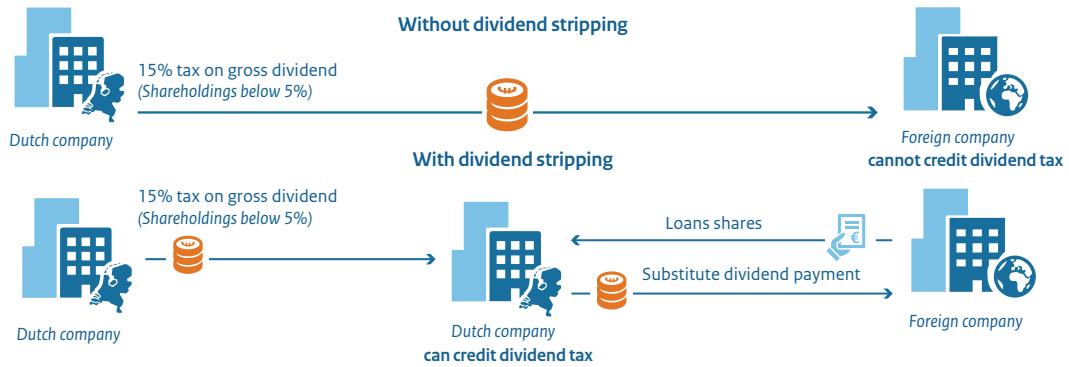 Without dividend stripping
15% tax on gross dividend
(Shareholdings below 5%)
Dutch company
Foreign company
cannot credit dividend tax
With dividend stripping
15% tax on gross dividend
(Shareholdings below 5%)
Loans shares
€
Substitute dividend payment
Dutch company
Dutch company
can credit dividend tax
Foreign company